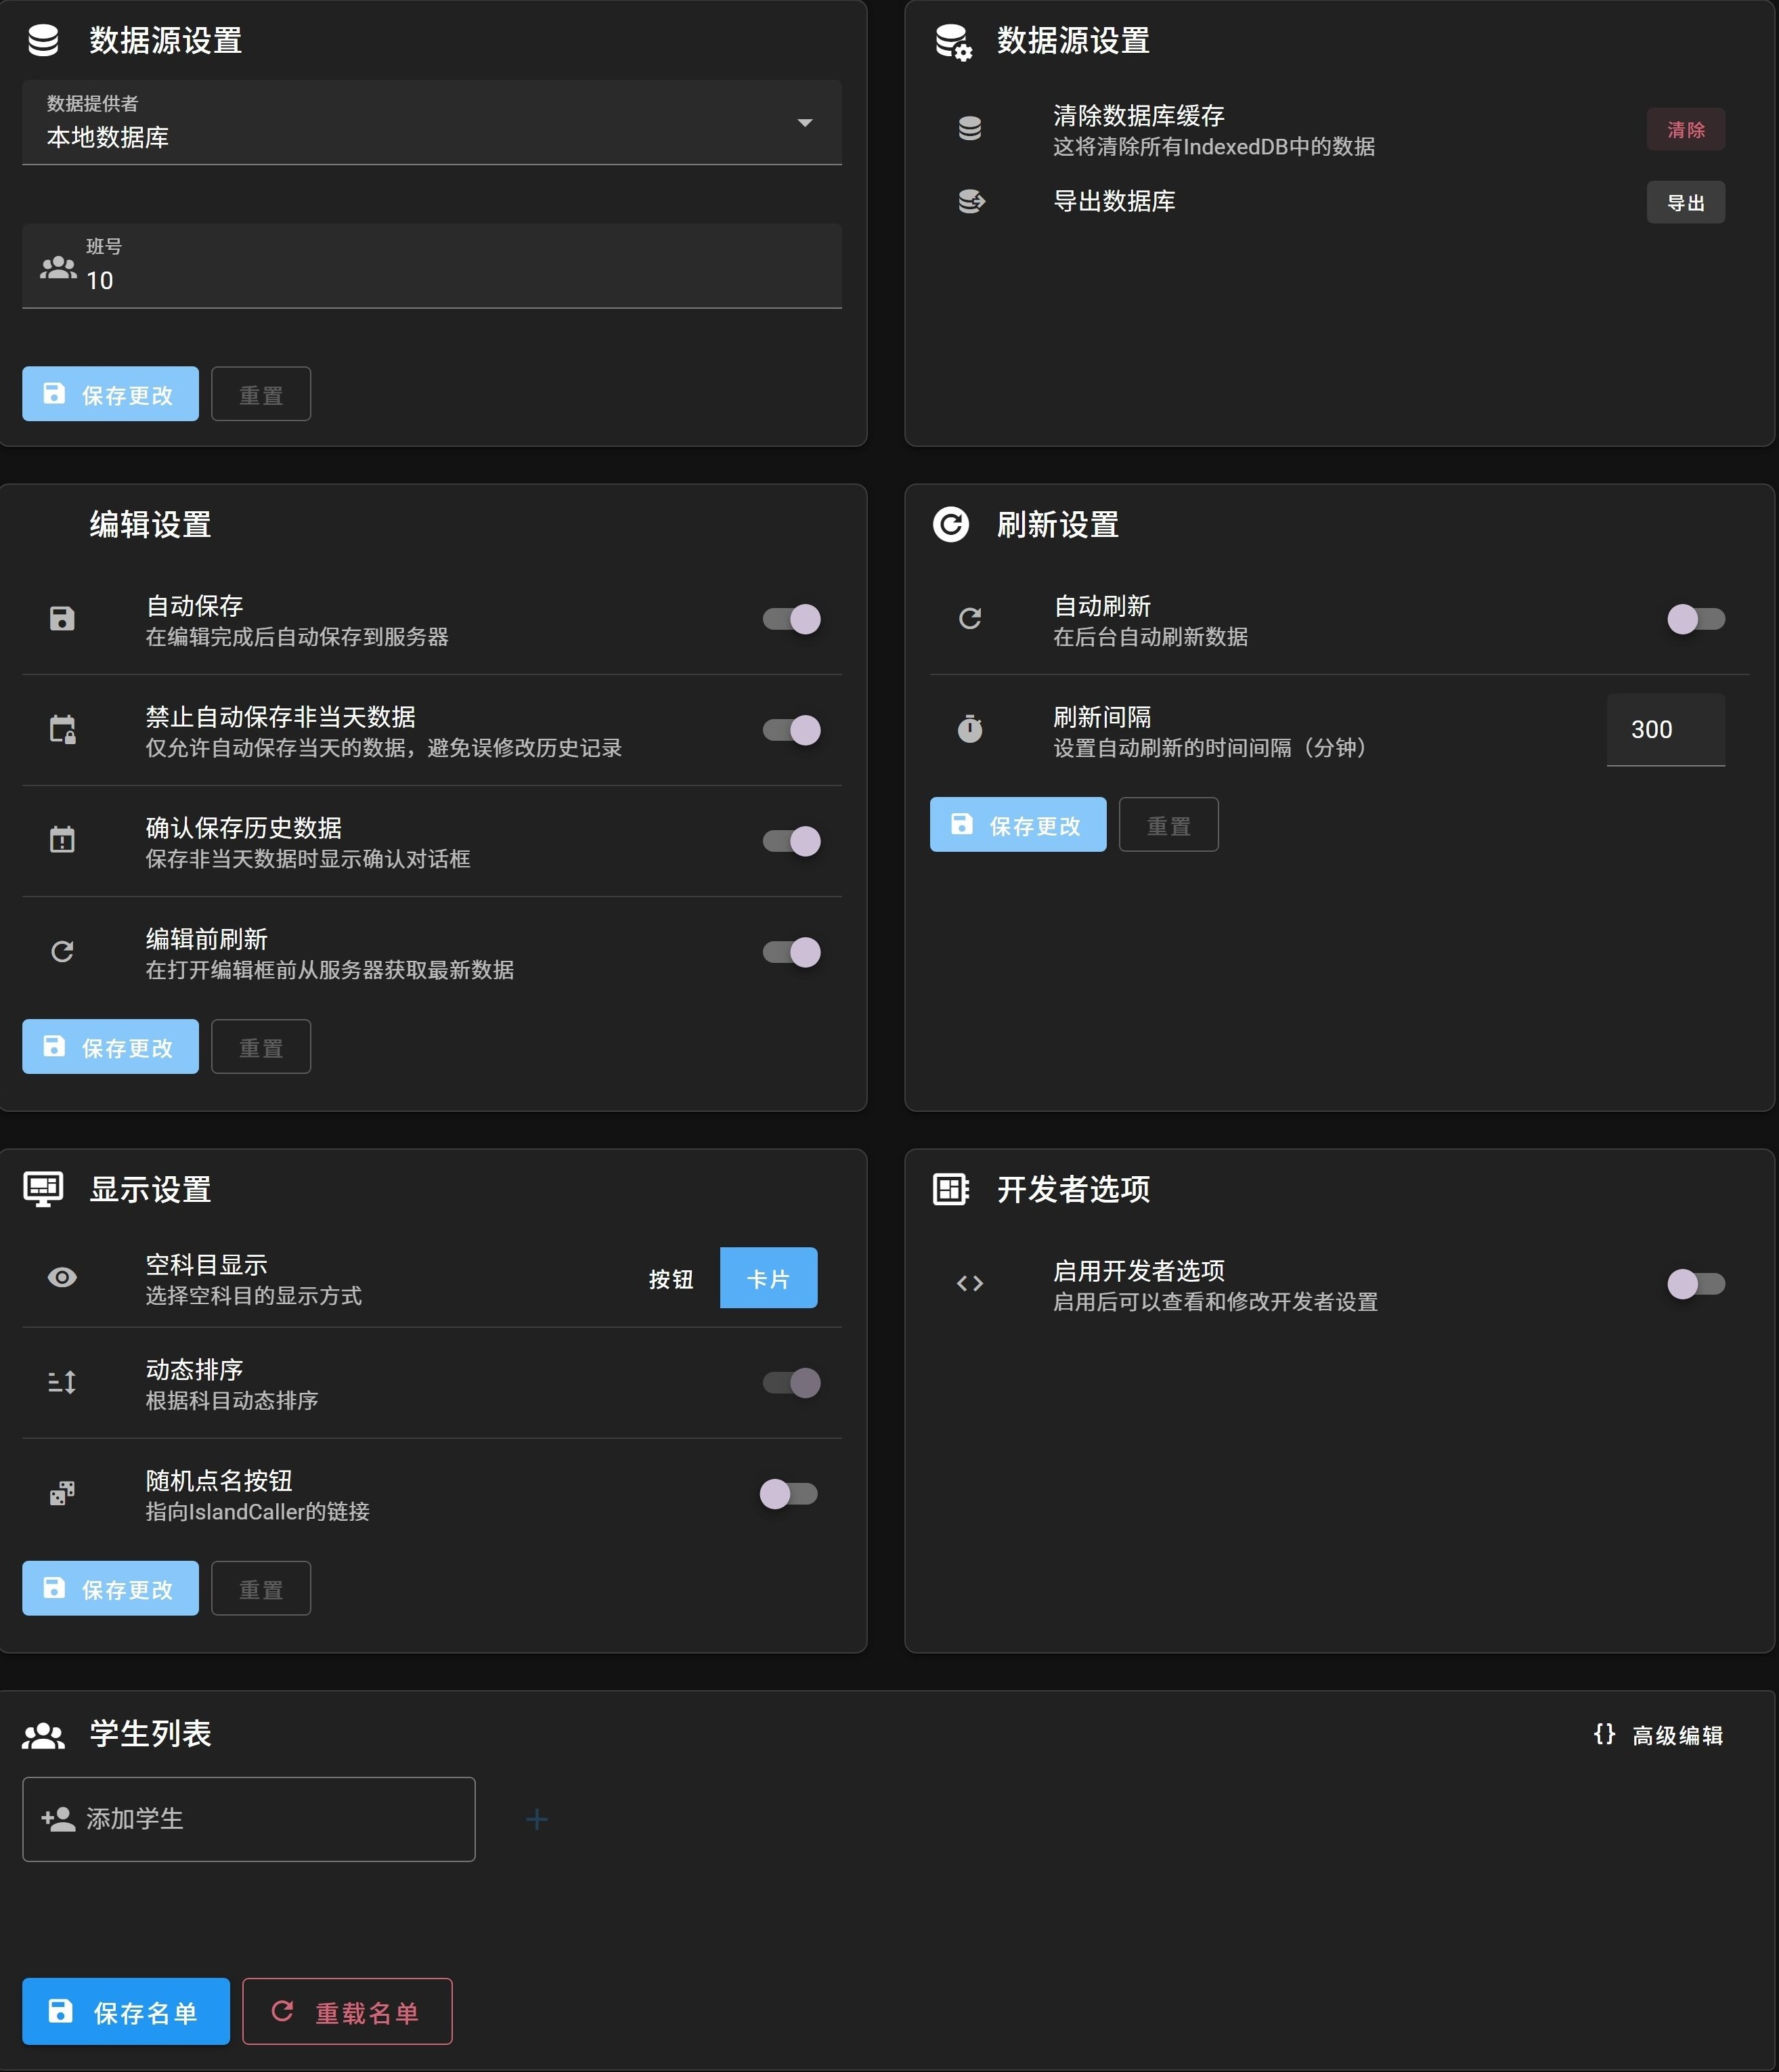 数据源设置
数据提供者
本地数据库
班号
10
保存更改
重置
数据源设置
清除数据库缓存
这将清除所有IndexedDB中的数据
清除
导出数据库
导出
编辑设置
自动保存
在编辑完成后自动保存到服务器
禁止自动保存非当天数据
仅允许自动保存当天的数据，避免误修改历史记录
确认保存历史数据
保存非当天数据时显示确认对话框
编辑前刷新
在打开编辑框前从服务器获取最新数据
保存更改
重置
刷新设置
自动刷新
在后台自动刷新数据
刷新间隔
设置自动刷新的时间间隔（分钟）
300
保存更改
重置
显示设置
空科目显示
选择空科目的显示方式
按钮
卡片
动态排序
根据科目动态排序
随机点名按钮
指向IslandCaller的链接
保存更改
重置
开发者选项
启用开发者选项
启用后可以查看和修改开发者设置
学生列表
高级编辑
添加学生
保存名单
重载名单